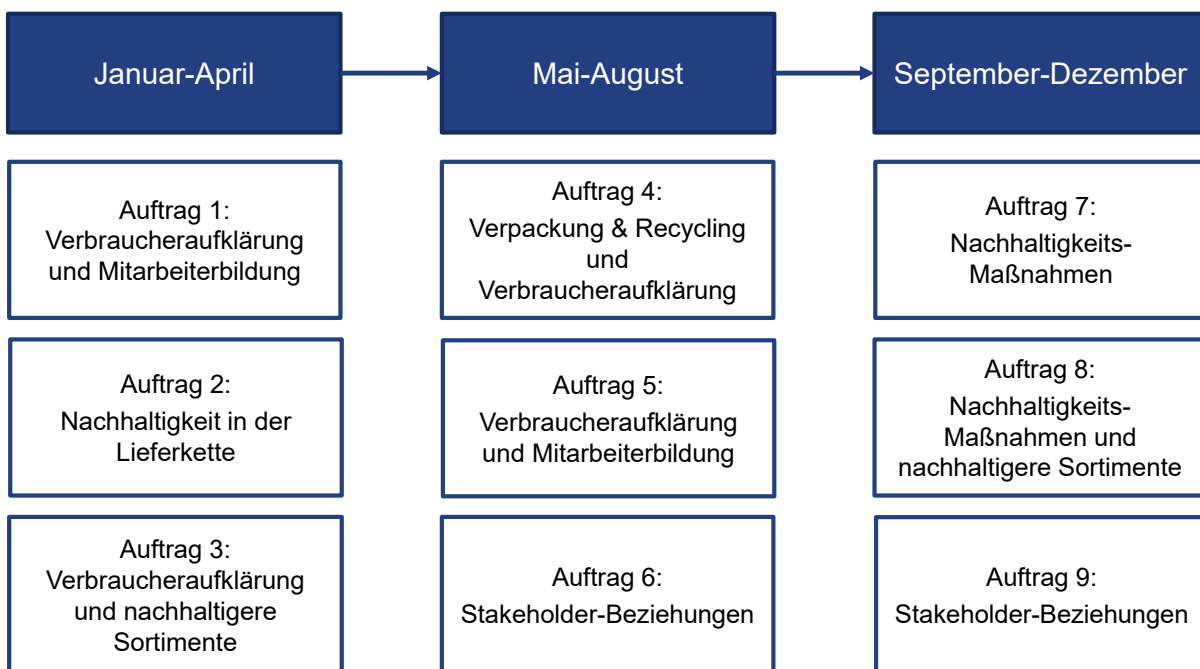 Januar-April
Mai-August
September-Dezember
Auftrag 1:
Verbraucheraufklärung
und Mitarbeiterbildung
Auftrag 2:
Nachhaltigkeit in der
Lieferkette
Auftrag 3:
Verbraucheraufklärung
und nachhaltigere
Sortimente
Auftrag 4:
Verpackung & Recycling
und
Verbraucheraufklärung
Auftrag 5:
Verbraucheraufklärung
und Mitarbeiterbildung
Auftrag 6:
Stakeholder-Beziehungen
Auftrag 7:
Nachhaltigkeits-
Maßnahmen
Auftrag 8:
Nachhaltigkeits-
Maßnahmen und
nachhaltigere Sortimente
Auftrag 9:
Stakeholder-Beziehungen